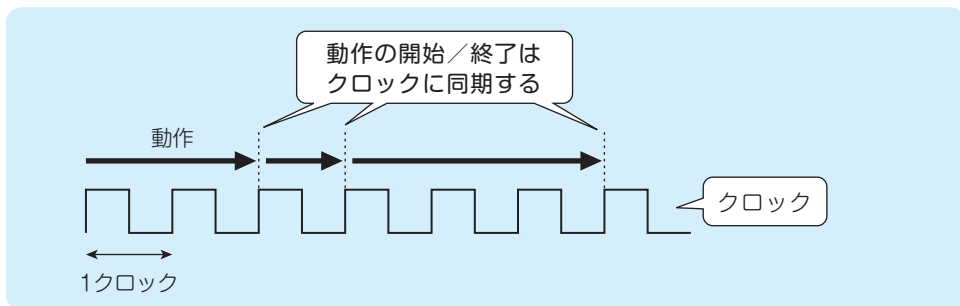 動作の開始／終了は
クロックに同期する
動作
クロック
1クロック